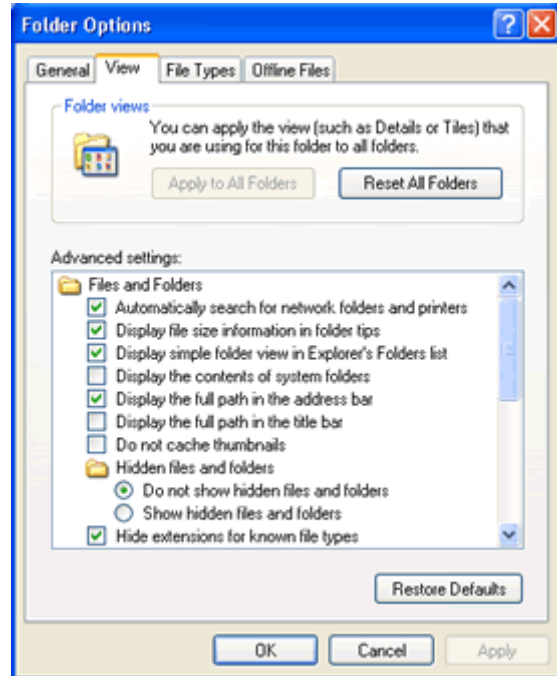 Folder Options
General View File Types Offline Files
Folder views
You can apply the view (such as Details or Tiles) that
you are using for this folder to all folders.
Apply to All Folders Reset All Folders
Advanced settings:
Files and Folders
Automatically search for network folders and printers
Display file size information in folder tips
Display simple folder view in Explorer's Folders list
Display the contents of system folders
Display the full path in the address bar
Display the full path in the title bar
Do not cache thumbnails
Hidden files and folders
Do not show hidden files and folders
Show hidden files and folders
Hide extensions for known file types
Restore Defaults
OK Cancel Apply